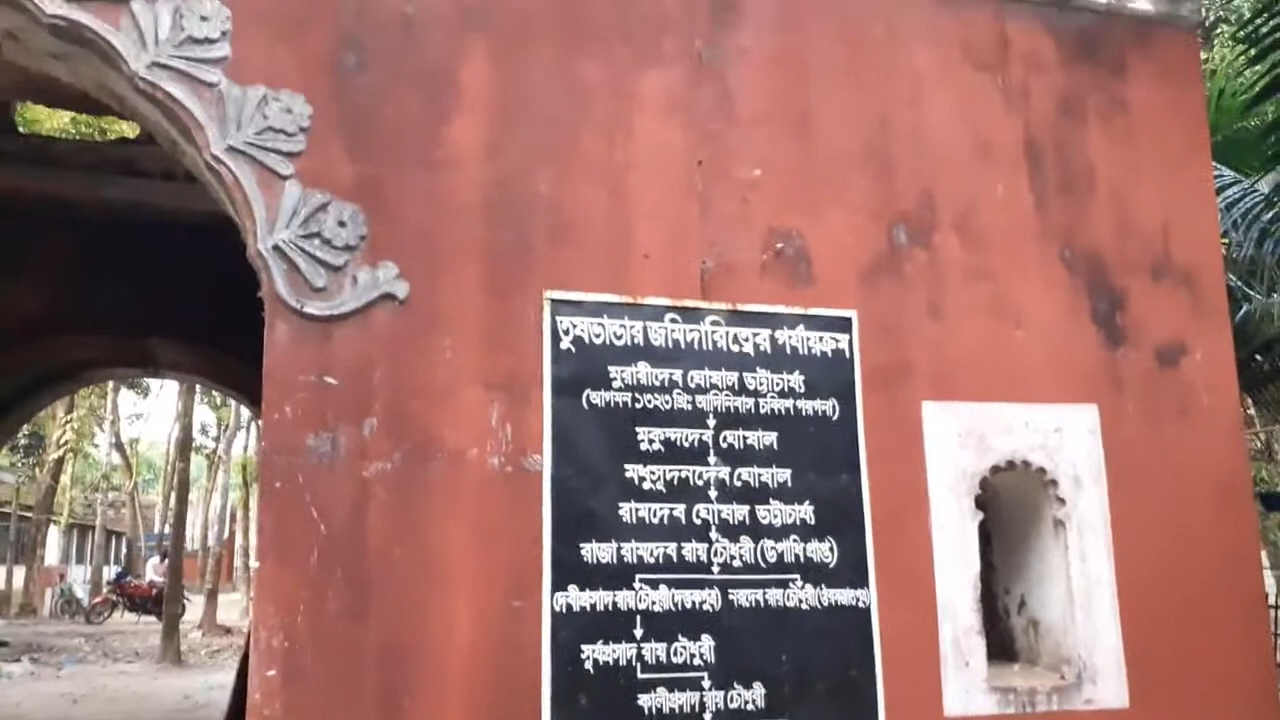 তুষভান্ডার জমিদারিত্বের পর্যায়ক্রম
মুরারীদেব ঘোষাল ভট্টাচার্য্য
(আগমন ১৩২৩ খ্রিঃ আদিনিবাস চব্বিশ পরগনা)
মুকুন্দদেব ঘোষাল
মধুসূদনদেব ঘোষাল
রামদেব ঘোষাল ভট্টাচার্য্য
রাজা রামদেব রায় চৌধুরী (উপাধি প্রাপ্ত)
দেবীপ্রসাদ রায় চৌধুরী(দত্তকপুত্র) নরদেব রায় চৌধুরী(ঔরসজাতপুত্র)
সূর্যপ্রসাদ রায় চৌধুরী
কালীপ্রসাদ রায় চৌধুরী